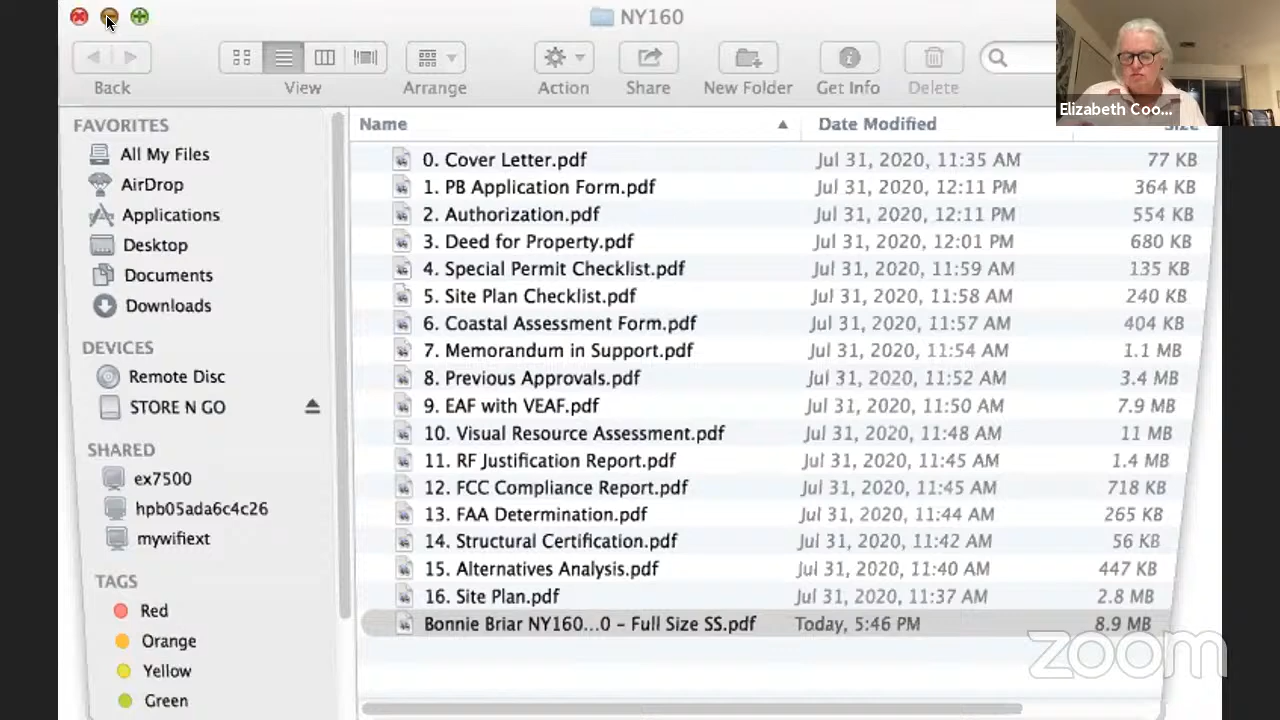 NY160
Back
View
Arrange
Action
Share
New Folder
Get Info
Delete
Elizabeth Coo...
FAVORITES
All My Files
AirDrop
Applications
Desktop
Documents
Downloads
DEVICES
Remote Disc
STORE N GO
SHARED
ex7500
hpb05ada6c4c26
mywifiext
TAGS
Red
Orange
Yellow
Green
Name Date Modified Size
0. Cover Letter.pdf Jul 31, 2020, 11:35 AM 77 KB
1. PB Application Form.pdf Jul 31, 2020, 12:11 PM 364 KB
2. Authorization.pdf Jul 31, 2020, 12:11 PM 554 KB
3. Deed for Property.pdf Jul 31, 2020, 12:01 PM 680 KB
4. Special Permit Checklist.pdf Jul 31, 2020, 11:59 AM 135 KB
5. Site Plan Checklist.pdf Jul 31, 2020, 11:58 AM 240 KB
6. Coastal Assessment Form.pdf Jul 31, 2020, 11:57 AM 404 KB
7. Memorandum in Support.pdf Jul 31, 2020, 11:54 AM 1.1 MB
8. Previous Approvals.pdf Jul 31, 2020, 11:52 AM 3.4 MB
9. EAF with VEAF.pdf Jul 31, 2020, 11:50 AM 7.9 MB
10. Visual Resource Assessment.pdf Jul 31, 2020, 11:48 AM 11 MB
11. RF Justification Report.pdf Jul 31, 2020, 11:45 AM 1.4 MB
12. FCC Compliance Report.pdf Jul 31, 2020, 11:45 AM 718 KB
13. FAA Determination.pdf Jul 31, 2020, 11:44 AM 265 KB
14. Structural Certification.pdf Jul 31, 2020, 11:42 AM 56 KB
15. Alternatives Analysis.pdf Jul 31, 2020, 11:40 AM 447 KB
16. Site Plan.pdf Jul 31, 2020, 11:37 AM 2.8 MB
Bonnie Briar NY160...0 – Full Size SS.pdf Today, 5:46 PM 8.9 MB
zoom